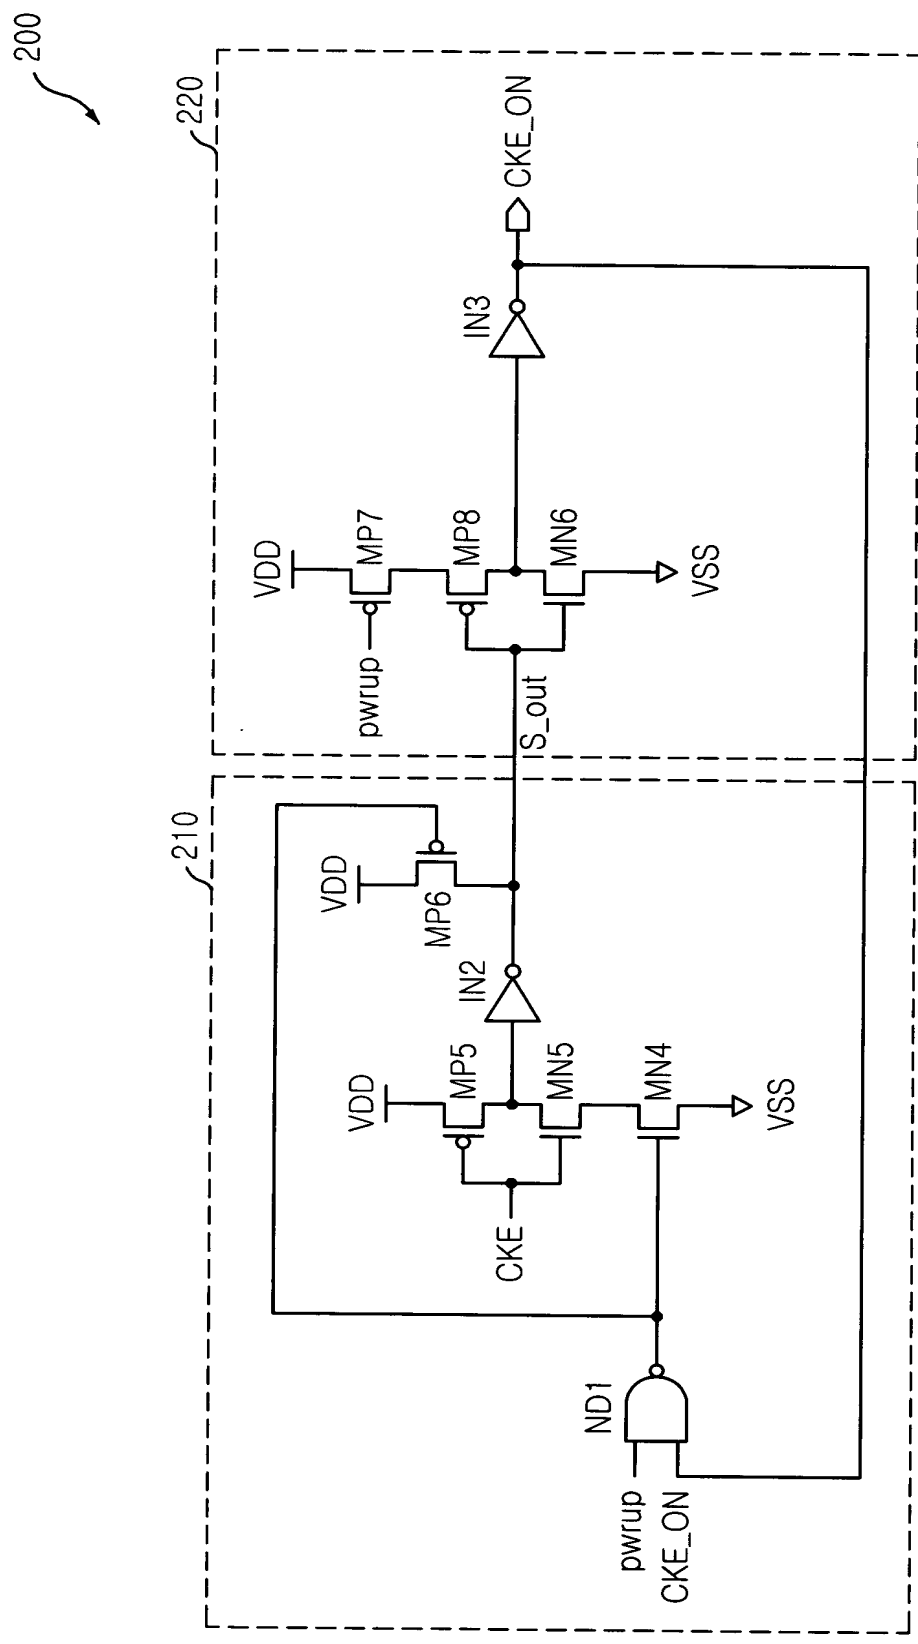 200
210
220
VDD
MP5
CKE
MN5
MN4
VSS
IN2
VDD
MP6
ND1
pwrup
CKE_ON
S_out
VDD
MP7
pwrup
MP8
MN6
VSS
IN3
CKE_ON